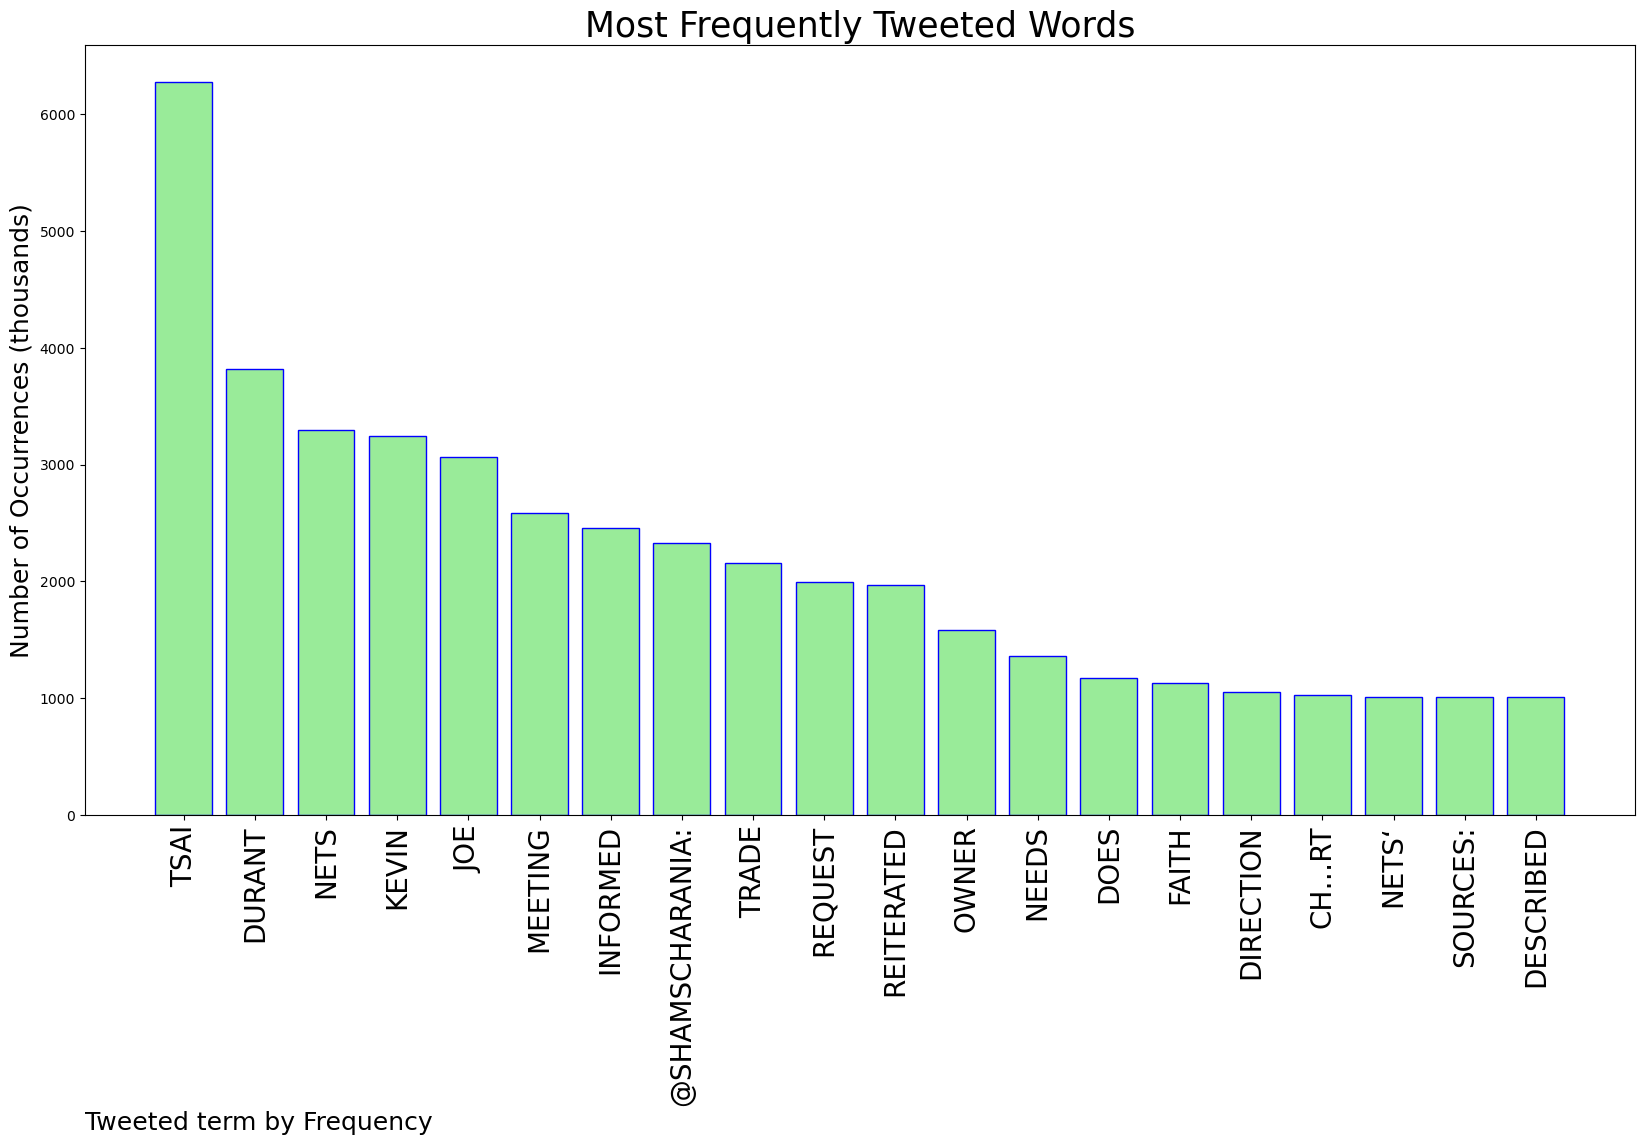 Most Frequently Tweeted Words
Number of Occurrences (thousands)
6000
5000
4000
3000
2000
1000
0
TSAI
DURANT
NETS
KEVIN
JOE
MEETING
INFORMED
@SHAMSCHARANIA:
TRADE
REQUEST
REITERATED
OWNER
NEEDS
DOES
FAITH
DIRECTION
CH…RT
NETS‘
SOURCES:
DESCRIBED
Tweeted term by Frequency